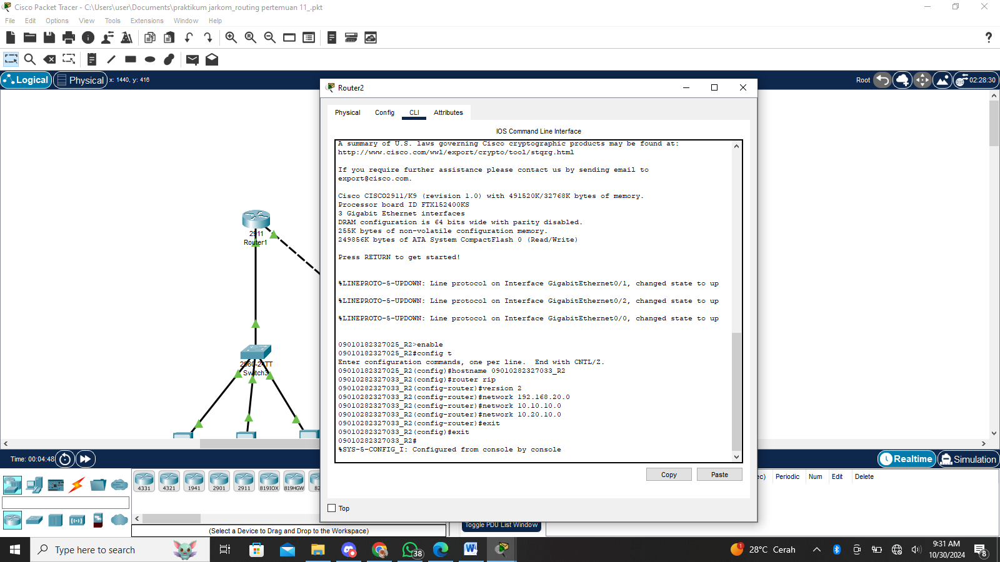 Cisco Packet Tracer - C:\Users\user\Documents\praktikum jarkom_routing pertemuan 11_.pkt
File Edit Options View Tools Extensions Window Help
Logical Physical x: 1440, y: 416
Root 02:28:30
Router2
Physical Config CLI Attributes
IOS Command Line Interface
A summary of U.S. laws governing Cisco cryptographic products may be found at:
http://www.cisco.com/wwl/export/crypto/tool/stqrg.html
If you require further assistance please contact us by sending email to
export@cisco.com.
Cisco CISCO2911/K9 (revision 1.0) with 491520K/32768K bytes of memory.
Processor board ID FTX152400KS
3 Gigabit Ethernet interfaces
DRAM configuration is 64 bits wide with parity disabled.
255K bytes of non-volatile configuration memory.
249856K bytes of ATA System CompactFlash 0 (Read/Write)
Press RETURN to get started!
%LINEPROTO-5-UPDOWN: Line protocol on Interface GigabitEthernet0/1, changed state to up
%LINEPROTO-5-UPDOWN: Line protocol on Interface GigabitEthernet0/2, changed state to up
%LINEPROTO-5-UPDOWN: Line protocol on Interface GigabitEthernet0/0, changed state to up
09010182327025_R2>enable
09010182327025_R2#config t
Enter configuration commands, one per line.  End with CNTL/Z.
09010182327025_R2(config)#hostname 09010282327033_R2
09010282327033_R2(config)#router rip
09010282327033_R2(config-router)#version 2
09010282327033_R2(config-router)#network 192.168.20.0
09010282327033_R2(config-router)#network 10.10.10.0
09010282327033_R2(config-router)#network 10.20.10.0
09010282327033_R2(config-router)#exit
09010282327033_R2(config)#exit
09010282327033_R2#
%SYS-5-CONFIG_I: Configured from console by console
Copy Paste
Top
2911
Router1
2960-24TT
Switch3
Time: 00:04:48
Realtime Simulation
4331 4321 1941 2901 2911 819IOX 819HGW 82
(Select a Device to Drag and Drop to the Workspace)
ec) Periodic Num Edit Delete
Toggle PDU List Window
Type here to search
38
1
28°C Cerah
9:31 AM
10/30/2024
8